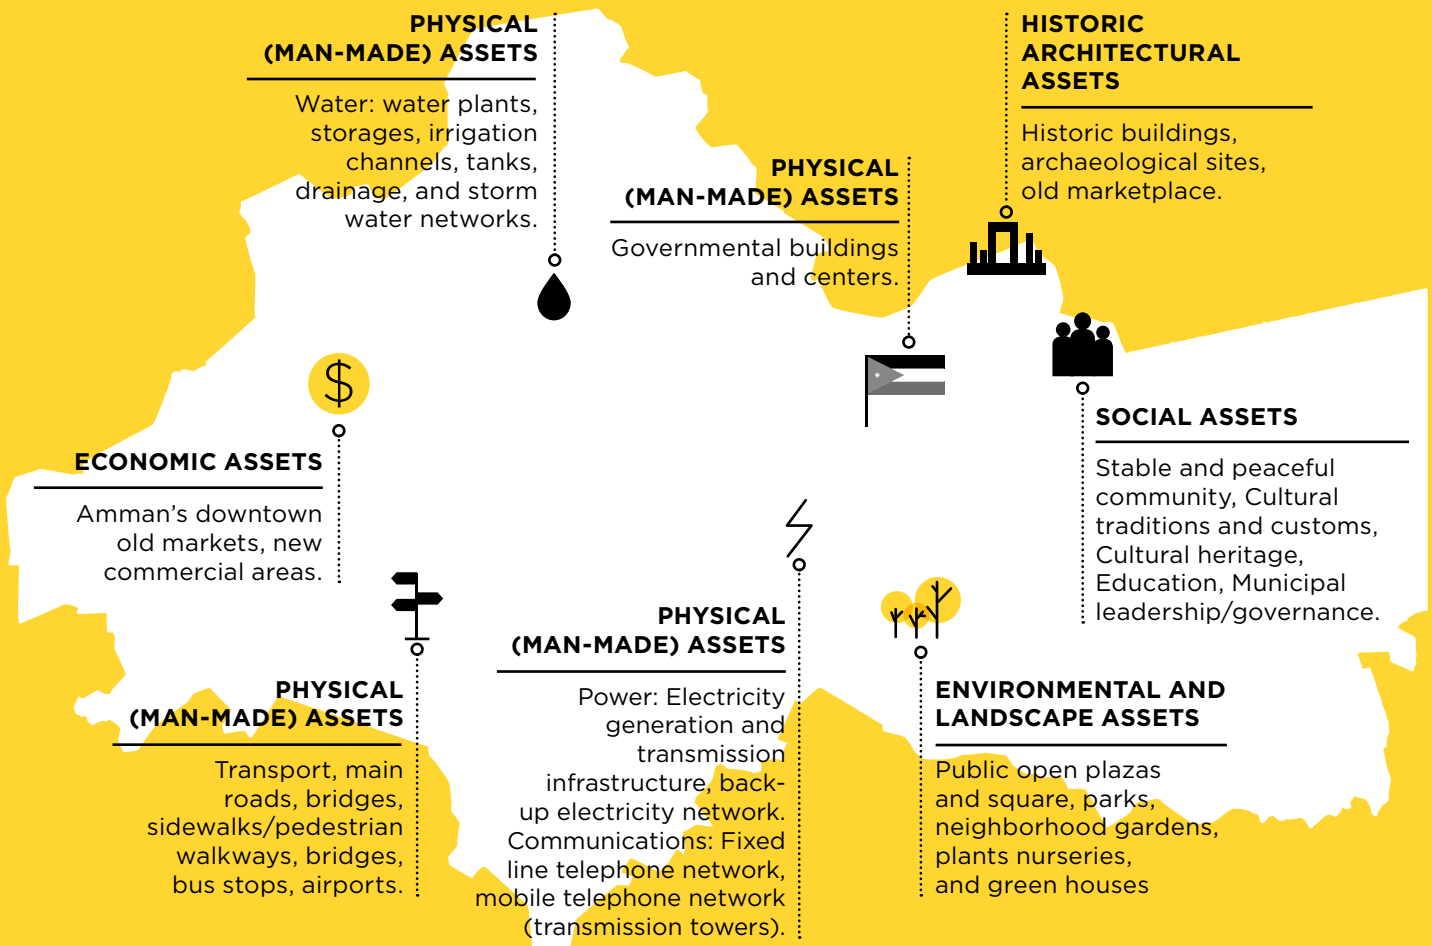 PHYSICAL
(MAN-MADE) ASSETS
Water: water plants,
storages, irrigation
channels, tanks,
drainage, and storm
water networks.
PHYSICAL
(MAN-MADE) ASSETS
Governmental buildings
and centers.
HISTORIC
ARCHITECTURAL
ASSETS
Historic buildings,
archaeological sites,
old marketplace.
$
ECONOMIC ASSETS
Amman’s downtown
old markets, new
commercial areas.
SOCIAL ASSETS
Stable and peaceful
community, Cultural
traditions and customs,
Cultural heritage,
Education, Municipal
leadership/governance.
PHYSICAL
(MAN-MADE) ASSETS
Transport, main
roads, bridges,
sidewalks/pedestrian
walkways, bridges,
bus stops, airports.
PHYSICAL
(MAN-MADE) ASSETS
Power: Electricity
generation and
transmission
infrastructure, back-
up electricity network.
Communications: Fixed
line telephone network,
mobile telephone network
(transmission towers).
ENVIRONMENTAL AND
LANDSCAPE ASSETS
Public open plazas
and square, parks,
neighborhood gardens,
plants nurseries,
and green houses